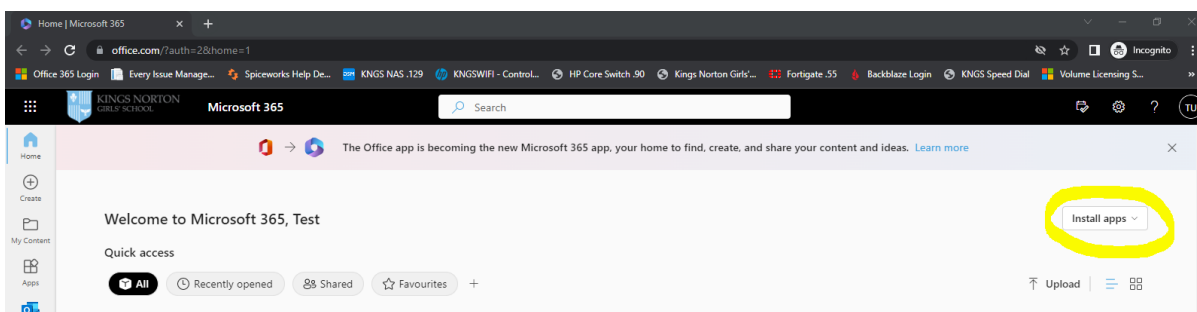 Home | Microsoft 365
office.com/?auth=2&home=1
Incognito
Office 365 Login Every Issue Manage... Spiceworks Help De... DSM KNGS NAS .129 KNGSWIFI - Control... HP Core Switch .90 Kings Norton Girls'... Fortigate .55 Backblaze Login KNGS Speed Dial Volume Licensing S... »
KINGS NORTON
GIRLS' SCHOOL
Microsoft 365
Search
?
TU
Home
The Office app is becoming the new Microsoft 365 app, your home to find, create, and share your content and ideas. Learn more
Create
My Content
Apps
Welcome to Microsoft 365, Test
Install apps
Quick access
All Recently opened Shared Favourites +
Upload